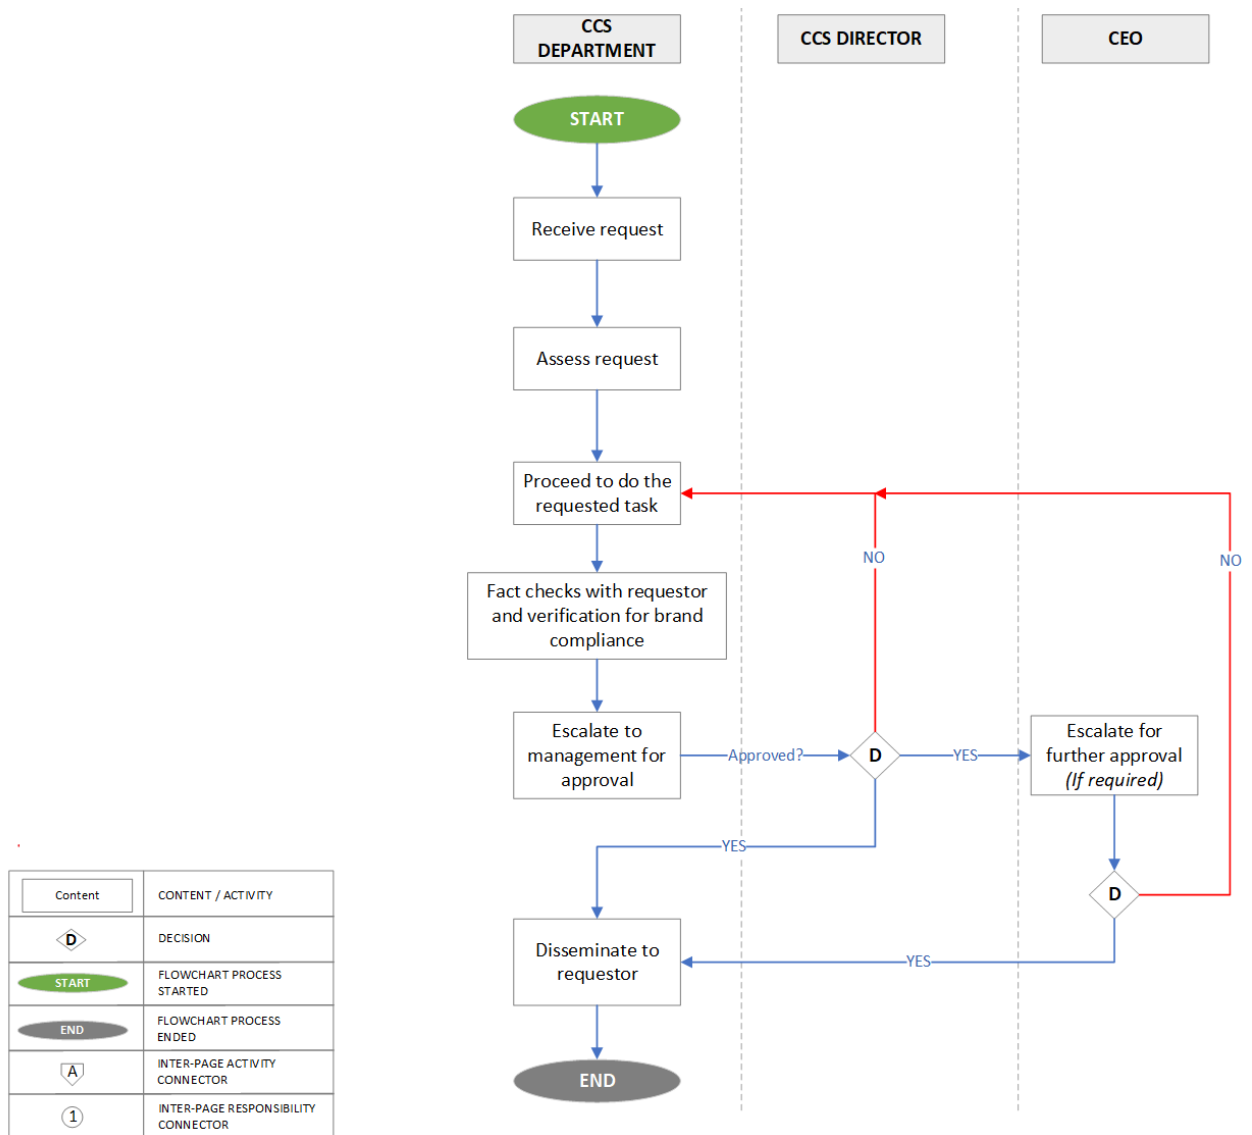 CCS
DEPARTMENT
CCS DIRECTOR
CEO
START
Receive request
Assess request
Proceed to do the
requested task
NO
NO
Fact checks with requestor
and verification for brand
compliance
Escalate to
management for
approval
Approved?
D
YES
Escalate for
further approval
(If required)
YES
D
Disseminate to
requestor
YES
END
Content
CONTENT / ACTIVITY
D
DECISION
START
FLOWCHART PROCESS
STARTED
END
FLOWCHART PROCESS
ENDED
A
INTER-PAGE ACTIVITY
CONNECTOR
1
INTER-PAGE RESPONSIBILITY
CONNECTOR